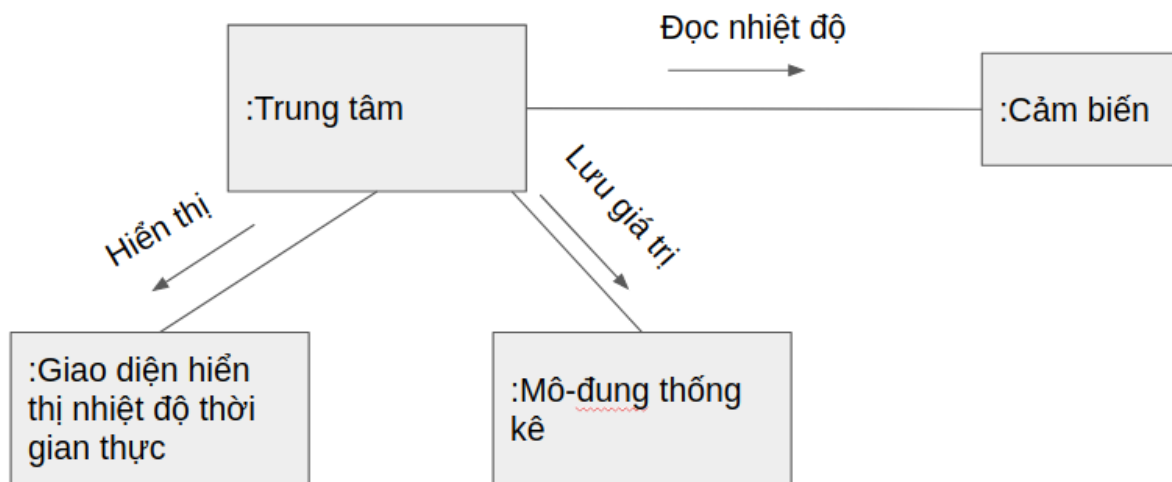 Đọc nhiệt độ
:Trung tâm
:Cảm biến
Lưu giá trị
Hiển thị
:Giao diện hiển
thị nhiệt độ thời
gian thực
:Mô-đung thống
kê